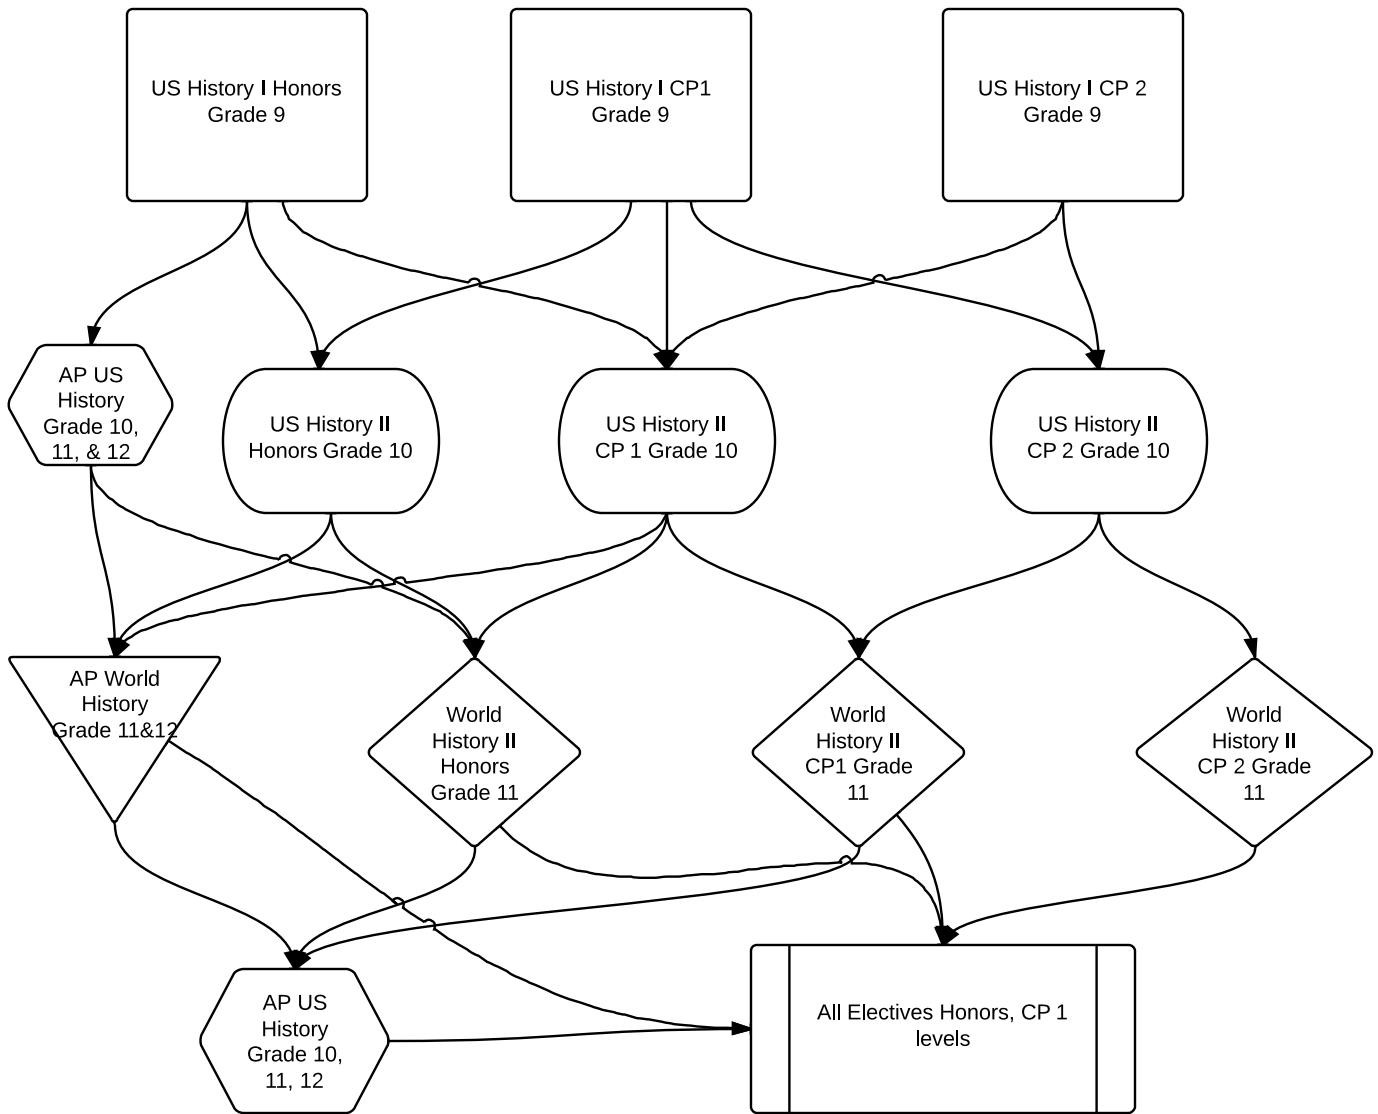 US History I Honors
Grade 9
US History I CP1
Grade 9
US History I CP 2
Grade 9
AP US
History
Grade 10,
11, & 12
US History II
Honors Grade 10
US History II
CP 1 Grade 10
US History II
CP 2 Grade 10
AP World
History
Grade 11&12
World
History II
Honors
Grade 11
World
History II
CP1 Grade
11
World
History II
CP 2 Grade
11
AP US
History
Grade 10,
11, 12
All Electives Honors, CP 1
levels